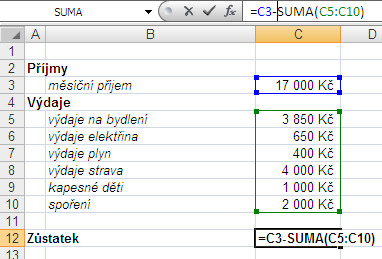 SUMA =C3-SUMA(C5:C10)
A B C D
1
2 Příjmy
3 měsíční příjem 17 000 Kč
4 Výdaje
5 výdaje na bydlení 3 850 Kč
6 výdaje elektřina 650 Kč
7 výdaje plyn 400 Kč
8 výdaje strava 4 000 Kč
9 kapesné děti 1 000 Kč
10 spoření 2 000 Kč
11
12 Zůstatek =C3-SUMA(C5:C10)
13